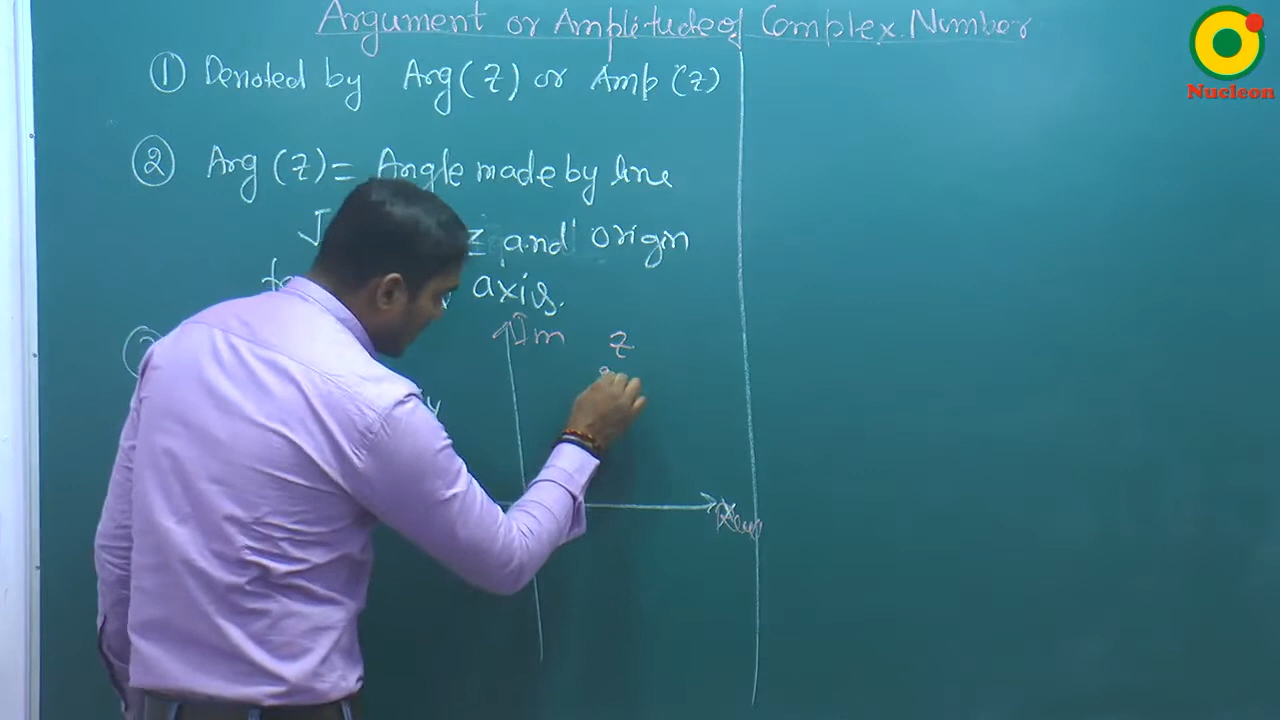 Argument or Amplitude of Complex Number
Nucleon
① Denoted by Arg(Z) or Amp(z)
② Arg(Z) = Angle made by line
z and origin
axis.
Im
z
Real